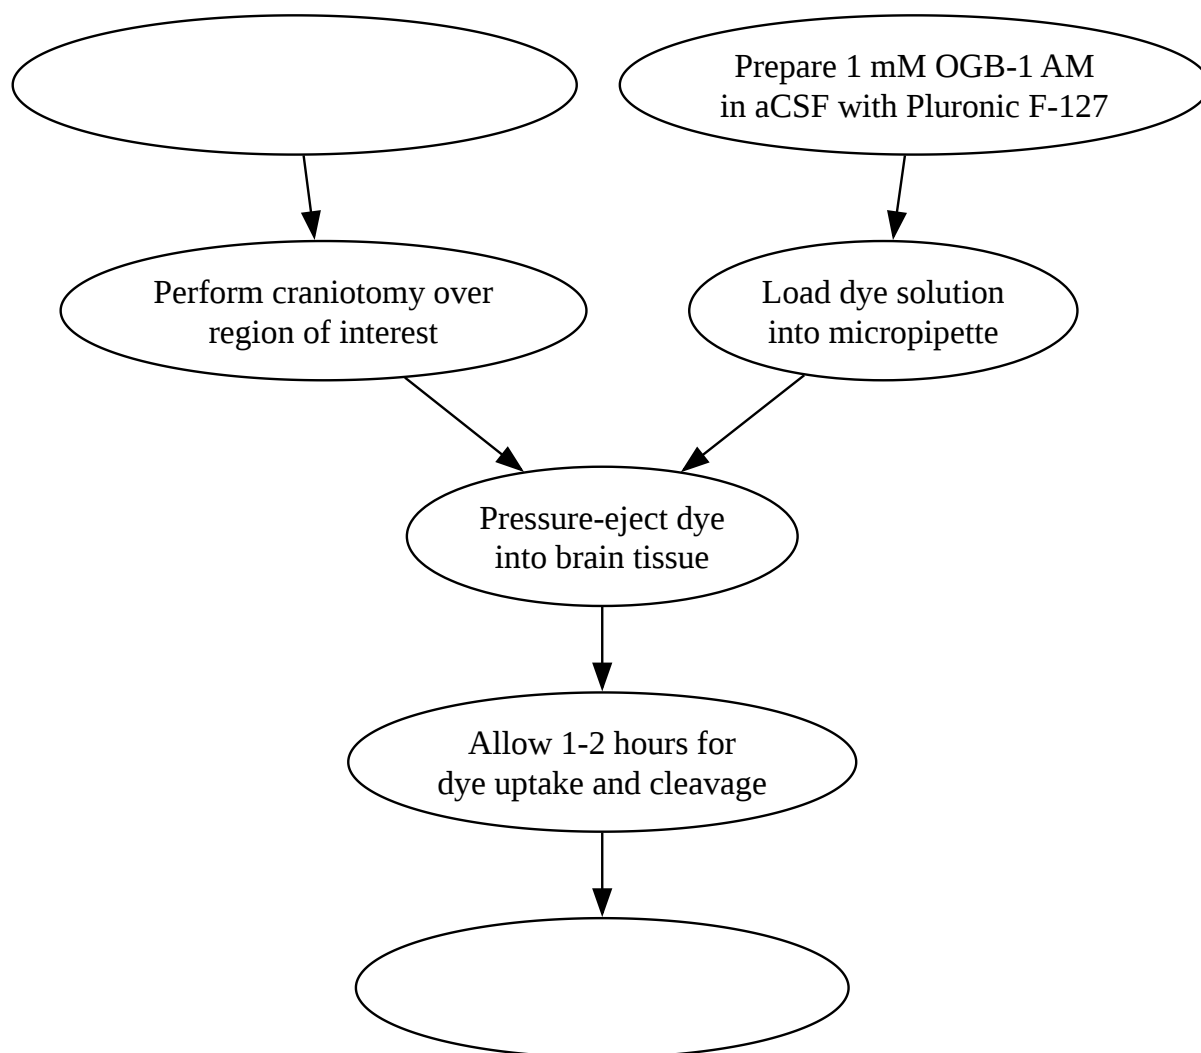 Prepare 1 mM OGB-1 AM
in aCSF with Pluronic F-127
Perform craniotomy over
region of interest
Load dye solution
into micropipette
Pressure-eject dye
into brain tissue
Allow 1-2 hours for
dye uptake and cleavage